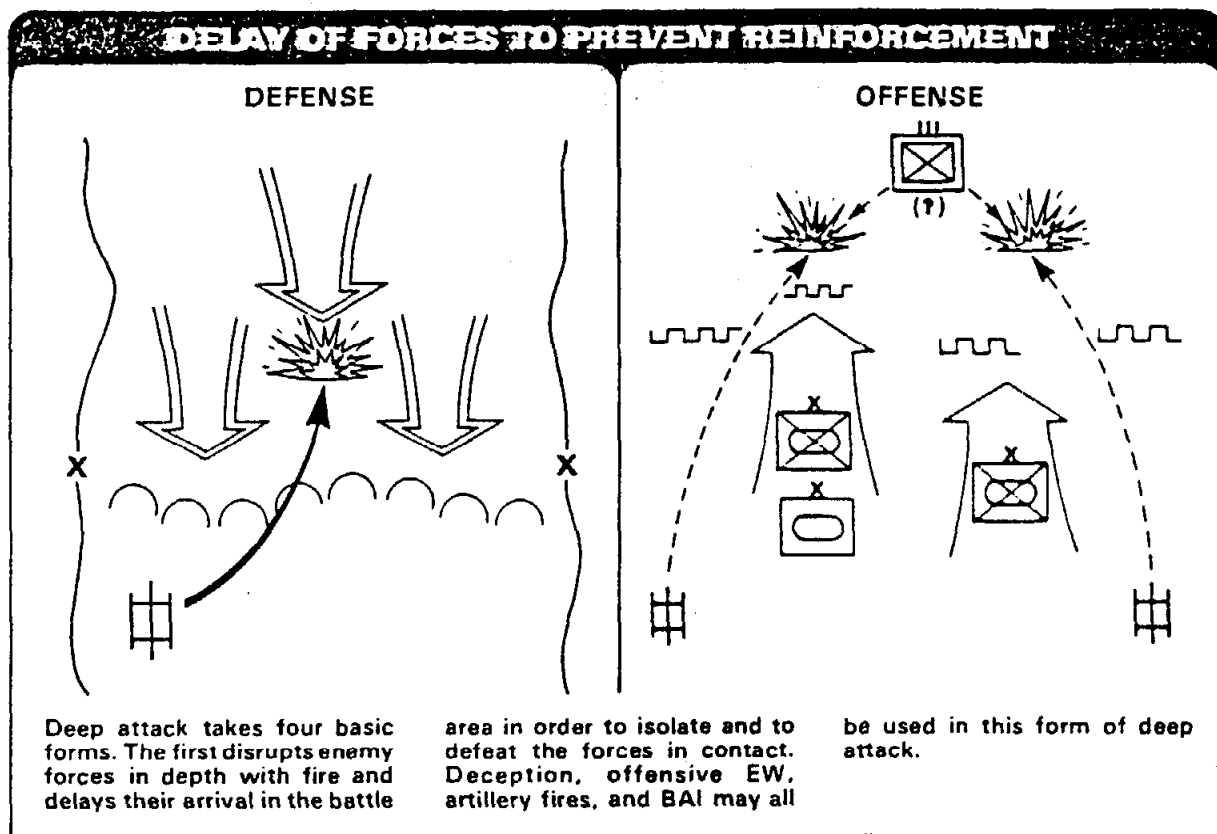 DELAY OF FORCES TO PREVENT REINFORCEMENT
DEFENSE
X
X
OFFENSE
III
(?)
X
X
X
Deep attack takes four basic
forms. The first disrupts enemy
forces in depth with fire and
delays their arrival in the battle
area in order to isolate and to
defeat the forces in contact.
Deception, offensive EW,
artillery fires, and BAI may all
be used in this form of deep
attack.